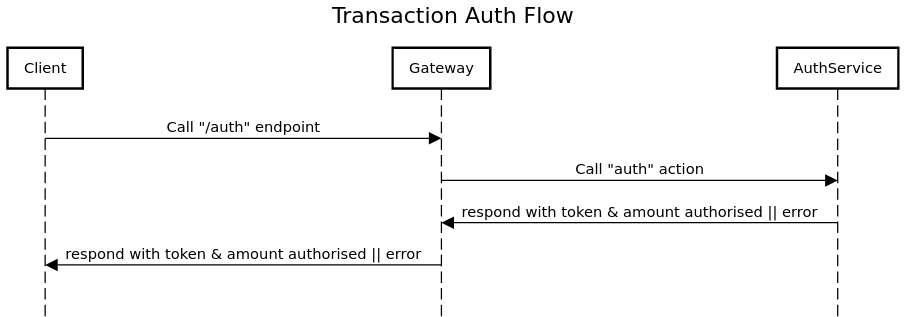 Transaction Auth Flow
Client
Gateway
AuthService
Call "/auth" endpoint
Call "auth" action
respond with token & amount authorised || error
respond with token & amount authorised || error